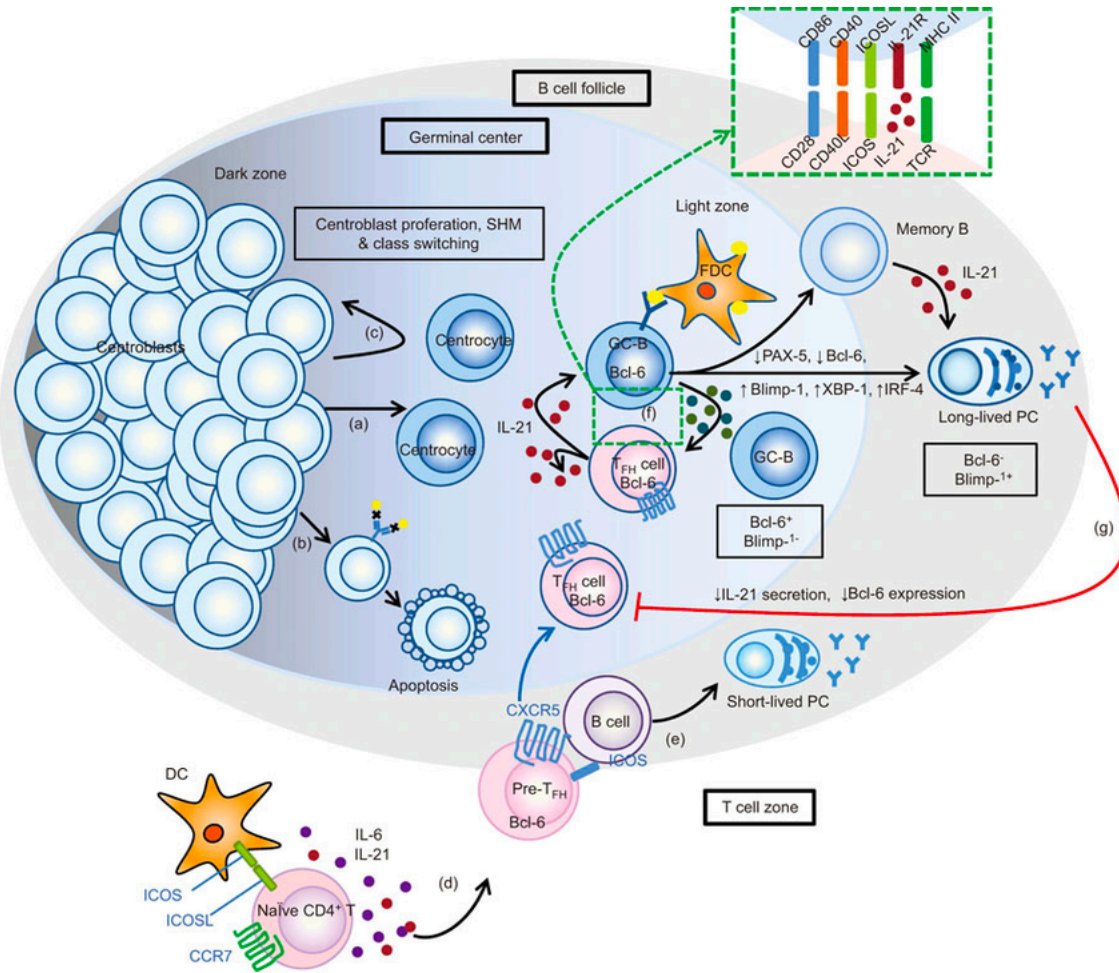 CD86
CD40
ICOSL
IL-21R
MHC II
CD28
CD40L
ICOS
IL-21
TCR
B cell follicle
Germinal center
Dark zone
Centroblast proferation, SHM
& class switching
Light zone
Memory B
FDC
IL-21
Centroblasts
(c)
Centrocyte
GC-B
Bcl-6
↓PAX-5, ↓Bcl-6,
↑Blimp-1, ↑XBP-1, ↑IRF-4
Long-lived PC
(a)
IL-21
(f)
Centrocyte
TFH cell
Bcl-6
GC-B
Bcl-6-
Blimp-1+
(b)
Bcl-6+
Blimp-1-
(g)
TFH cell
Bcl-6
↓IL-21 secretion, ↓Bcl-6 expression
Apoptosis
Short-lived PC
CXCR5
B cell
(e)
ICOS
Pre-TFH
Bcl-6
T cell zone
DC
IL-6
IL-21
(d)
ICOS
ICOSL
Naïve CD4+ T
CCR7